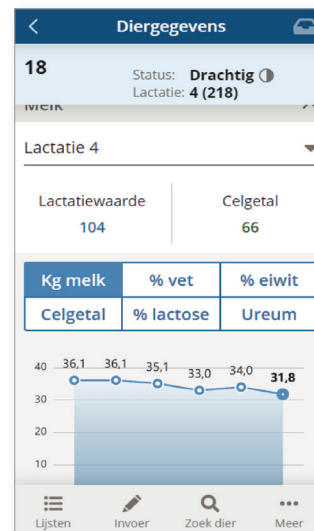 Diergegevens
18
Status: Drachtig
Lactatie: 4 (218)
Melk
Lactatie 4
Lactatiewaarde Celgetal
104 66
Kg melk % vet % eiwit
Celgetal % lactose Ureum
40 36,1 36,1 35,1 33,0 34,0 31,8
30
20
10
Lijsten Invoer Zoek dier Meer